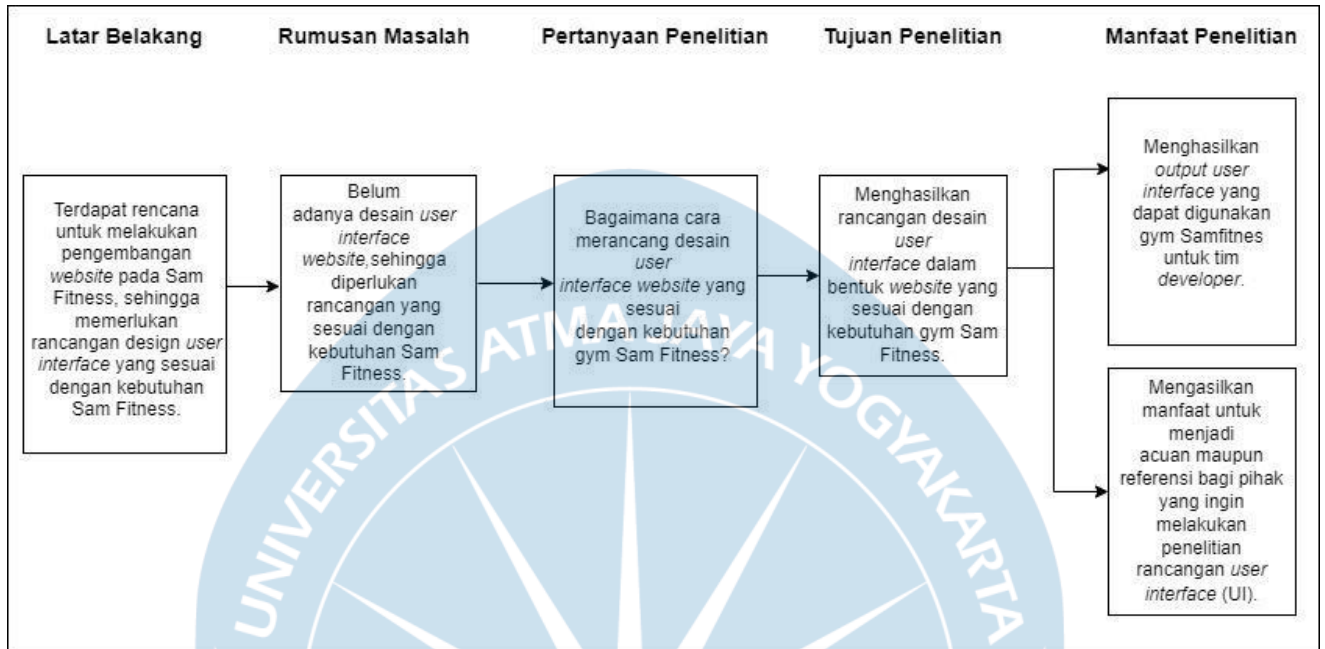 Latar Belakang
Rumusan Masalah
Pertanyaan Penelitian
Tujuan Penelitian
Manfaat Penelitian
Terdapat rencana
untuk melakukan
pengembangan
website pada Sam
Fitness, sehingga
memerlukan
rancangan design user
interface yang sesuai
dengan kebutuhan
Sam Fitness.
Belum
adanya desain user
interface
website,sehingga
diperlukan
rancangan yang
sesuai dengan
kebutuhan Sam
Fitness.
Bagaimana cara
merancang desain
user
interface website yang
sesuai
dengan kebutuhan
gym Sam Fitness?
Menghasilkan
rancangan desain
user
interface dalam
bentuk website yang
sesuai dengan
kebutuhan gym Sam
Fitness.
Menghasilkan
output user
interface yang
dapat digunakan
gym Samfitnes
untuk tim
developer.
Mengasilkan
manfaat untuk
menjadi
acuan maupun
referensi bagi pihak
yang ingin
melakukan
penelitian
rancangan user
interface (UI).
UNIVERSITAS ATMA JAYA YOGYAKARTA